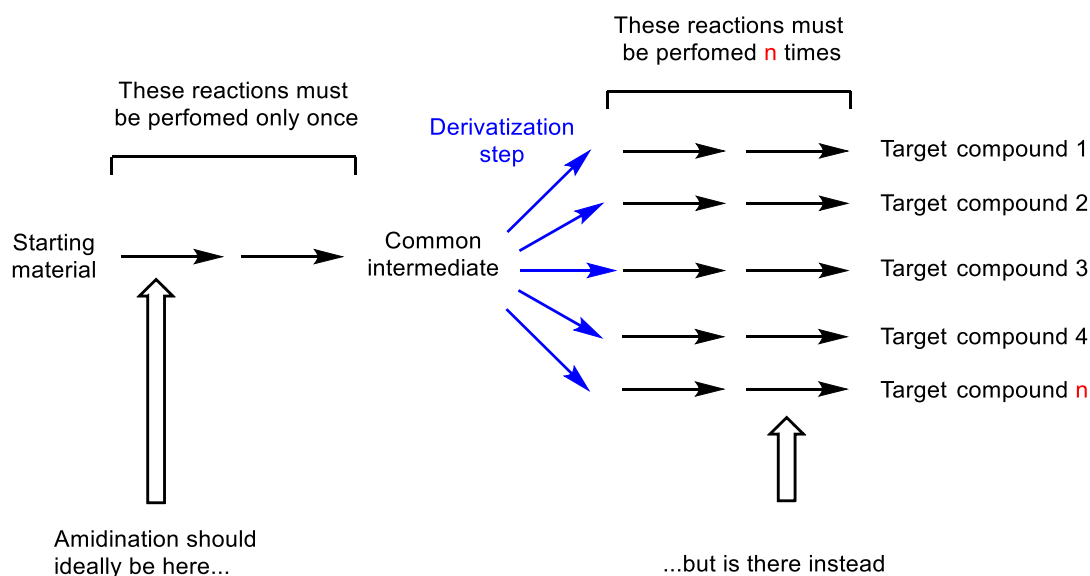 These reactions must
be perfomed only once
Derivatization
step
These reactions must
be perfomed n times
Starting
material
Common
intermediate
Target compound 1
Target compound 2
Target compound 3
Target compound 4
Target compound n
Amidination should
ideally be here...
...but is there instead